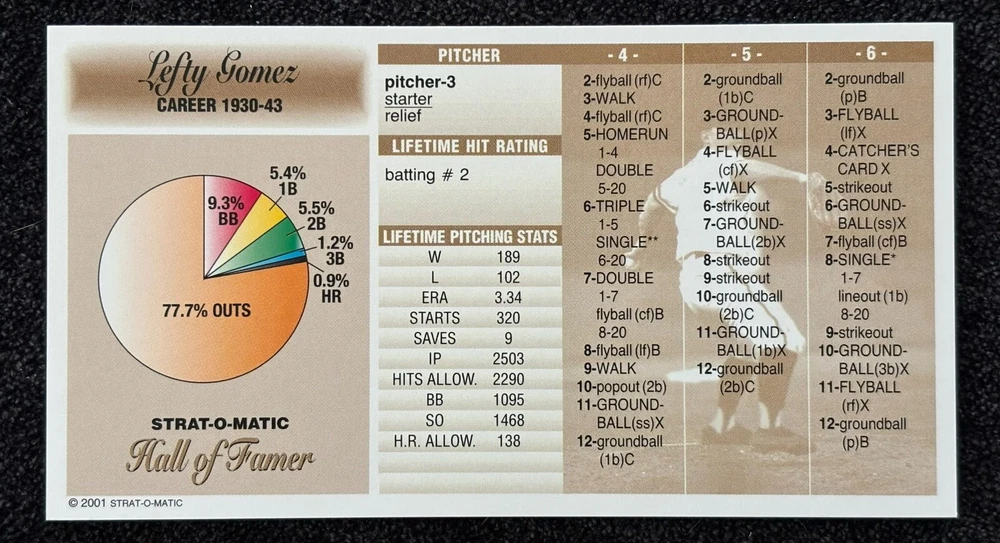 Lefty Gomez
CAREER 1930-43
5.4%
1B
9.3%
BB
5.5%
2B
1.2%
3B
0.9%
HR
77.7% OUTS
STRAT-O-MATIC
Hall of Famer
© 2001 STRAT-O-MATIC
PITCHER
pitcher-3
starter
relief
LIFETIME HIT RATING
batting # 2
LIFETIME PITCHING STATS
W 189
L 102
ERA 3.34
STARTS 320
SAVES 9
IP 2503
HITS ALLOW. 2290
BB 1095
SO 1468
H.R. ALLOW. 138
- 4 -
2-flyball (rf)C
3-WALK
4-flyball (rf)C
5-HOMERUN
1-4
DOUBLE
5-20
6-TRIPLE
1-5
SINGLE**
6-20
7-DOUBLE
1-7
flyball (cf)B
8-20
8-flyball (lf)B
9-WALK
10-popout (2b)
11-GROUND-
BALL(ss)X
12-groundball
(1b)C
- 5 -
2-groundball
(1b)C
3-GROUND-
BALL(p)X
4-FLYBALL
(cf)X
5-WALK
6-strikeout
7-GROUND-
BALL(2b)X
8-strikeout
9-strikeout
10-groundball
(2b)C
11-GROUND-
BALL(1b)X
12-groundball
(2b)C
- 6 -
2-groundball
(p)B
3-FLYBALL
(lf)X
4-CATCHER'S
CARD X
5-strikeout
6-GROUND-
BALL(ss)X
7-flyball (cf)B
8-SINGLE*
1-7
lineout (1b)
8-20
9-strikeout
10-GROUND-
BALL(3b)X
11-FLYBALL
(rf)X
12-groundball
(p)B